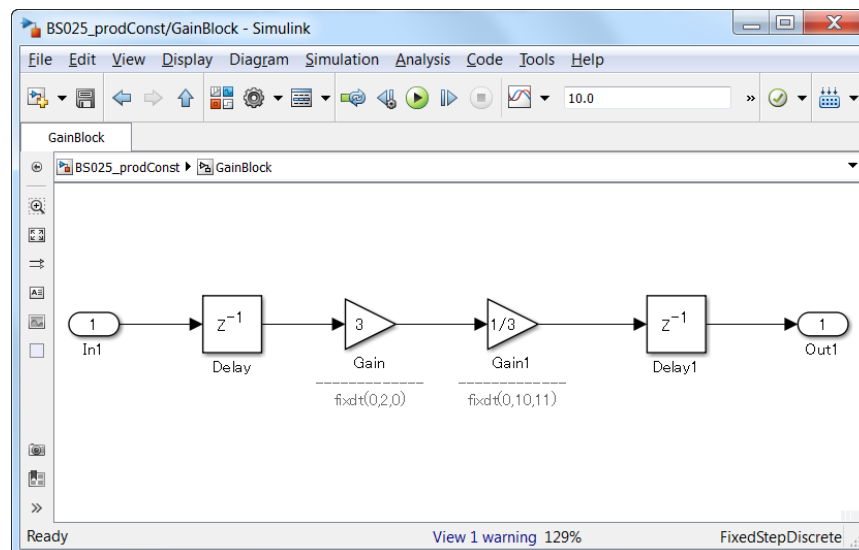 BS025_prodConst/GainBlock - Simulink
File Edit View Display Diagram Simulation Analysis Code Tools Help
10.0 »
GainBlock
BS025_prodConst GainBlock
1 z⁻¹ 3 1/3 z⁻¹ 1
In1 Delay Gain Gain1 Delay1 Out1
fixdt(0,2,0) fixdt(0,10,11)
»
Ready View 1 warning 129% FixedStepDiscrete